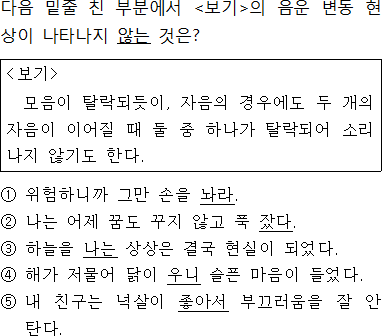 다음 밑줄 친 부분에서 <보기>의 음운 변동 현
상이 나타나지 않는 것은?
<보기>
모음이 탈락되듯이, 자음의 경우에도 두 개의
자음이 이어질 때 둘 중 하나가 탈락되어 소리
나지 않기도 한다.
① 위험하니까 그만 손을 놔라.
② 나는 어제 꿈도 꾸지 않고 푹 잤다.
③ 하늘을 나는 상상은 결국 현실이 되었다.
④ 해가 저물어 닭이 우니 슬픈 마음이 들었다.
⑤ 내 친구는 넉살이 좋아서 부끄러움을 잘 안
탄다.